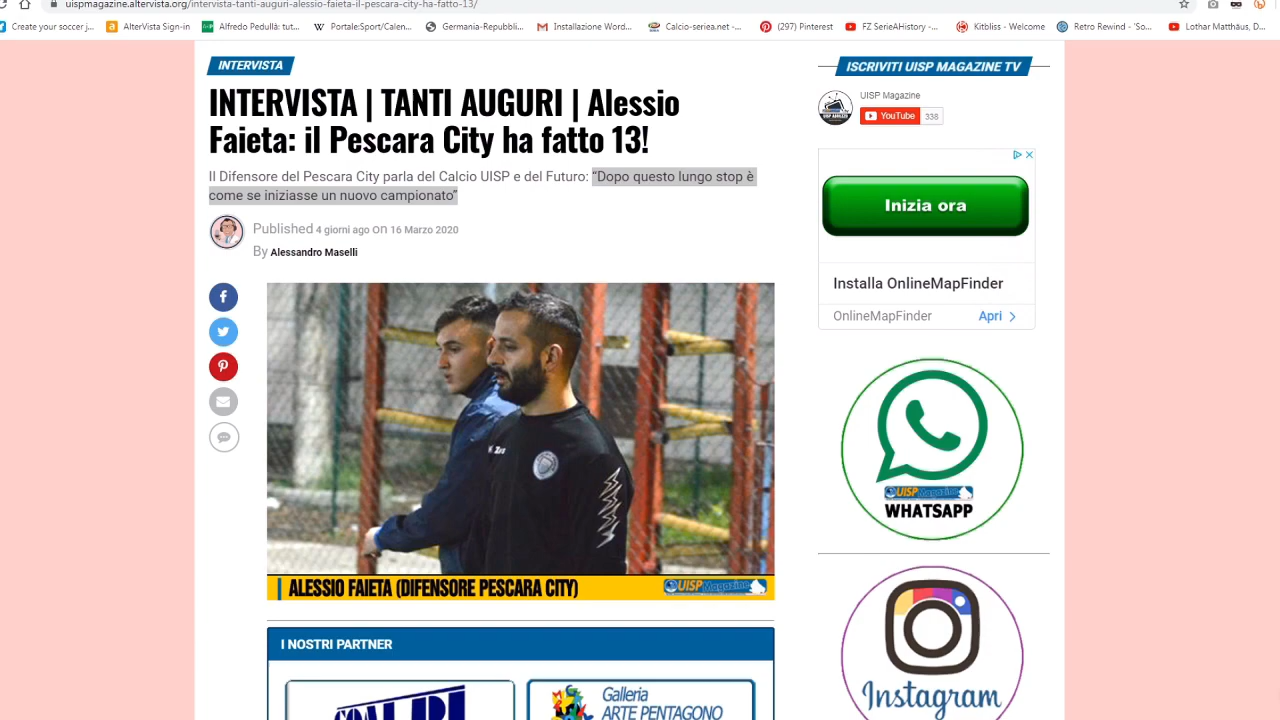 uispmagazine.altervista.org/intervista-tanti-auguri-alessio-faieta-il-pescara-city-ha-fatto-13/
Create your soccer j...
AlterVista Sign-in
Alfredo Pedullà: tut...
Portale:Sport/Calen...
Germania-Repubbli...
Installazione Word...
Calcio-seriea.net -...
(297) Pinterest
FZ SerieAHistory -...
Kitbliss - Welcome
Retro Rewind - 'So...
Lothar Matthäus, D...
INTERVISTA
INTERVISTA | TANTI AUGURI | Alessio
Faieta: il Pescara City ha fatto 13!
Il Difensore del Pescara City parla del Calcio UISP e del Futuro: “Dopo questo lungo stop è
come se iniziasse un nuovo campionato”
Published 4 giorni ago on 16 Marzo 2020
By Alessandro Maselli
ALESSIO FAIETA (DIFENSORE PESCARA CITY)
UISP Magazine
I NOSTRI PARTNER
Galleria
ARTE PENTAGONO
ISCRIVITI UISP MAGAZINE TV
UISP Magazine
YouTube 338
Inizia ora
Installa OnlineMapFinder
OnlineMapFinder
Apri
UISP Magazine
WHATSAPP
Instagram